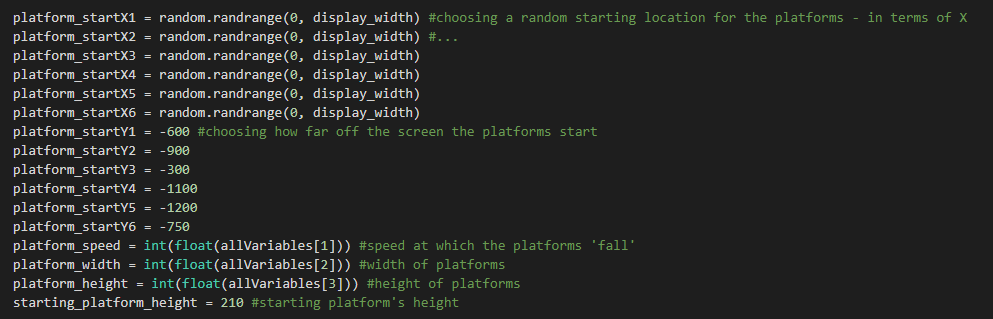 platform_startX1 = random.randrange(0, display_width) #choosing a random starting location for the platforms - in terms of X
platform_startX2 = random.randrange(0, display_width) #...
platform_startX3 = random.randrange(0, display_width)
platform_startX4 = random.randrange(0, display_width)
platform_startX5 = random.randrange(0, display_width)
platform_startX6 = random.randrange(0, display_width)
platform_startY1 = -600 #choosing how far off the screen the platforms start
platform_startY2 = -900
platform_startY3 = -300
platform_startY4 = -1100
platform_startY5 = -1200
platform_startY6 = -750
platform_speed = int(float(allVariables[1])) #speed at which the platforms 'fall'
platform_width = int(float(allVariables[2])) #width of platforms
platform_height = int(float(allVariables[3])) #height of platforms
starting_platform_height = 210 #starting platform's height